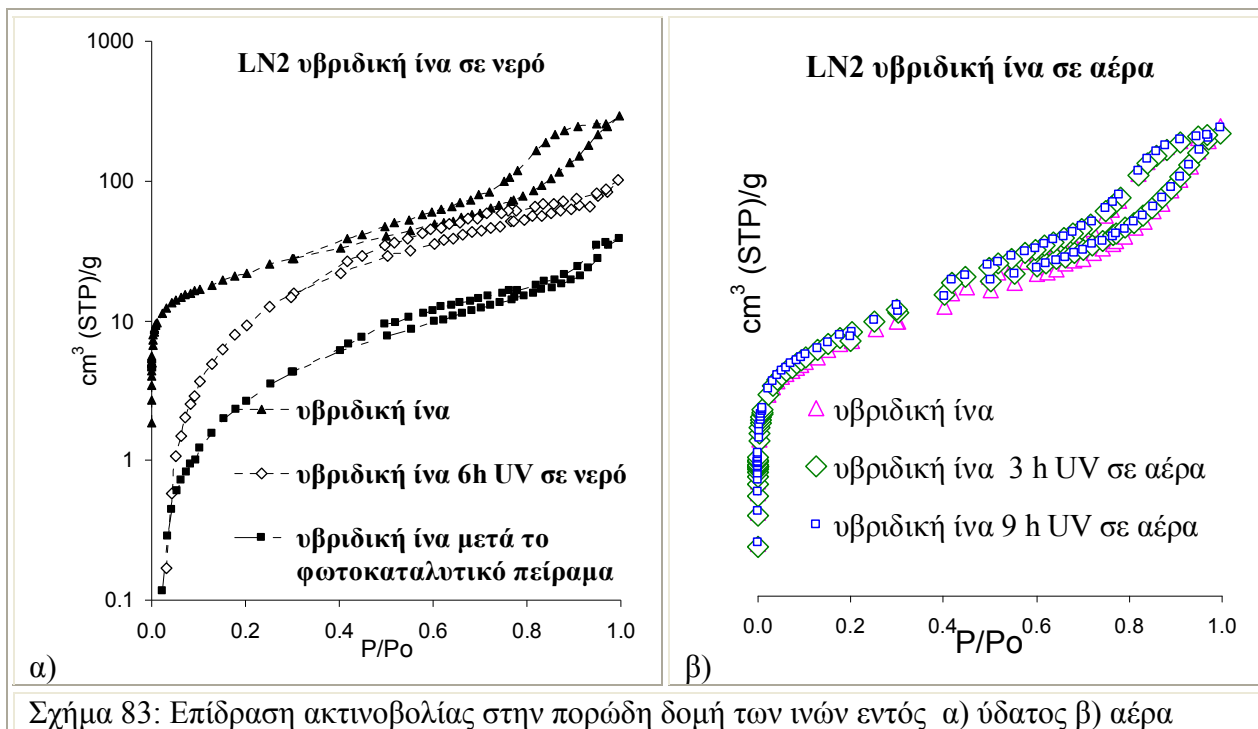 LN2 υβριδική ίνα σε νερό
1000
100
10
1
0.1
cm³ (STP)/g
0.0 0.2 0.4 0.6 0.8 1.0
P/Po
υβριδική ίνα
υβριδική ίνα 6h UV σε νερό
υβριδική ίνα μετά το
φωτοκαταλυτικό πείραμα
α)
LN2 υβριδική ίνα σε αέρα
cm³ (STP)/g
υβριδική ίνα
υβριδική ίνα 3 h UV σε αέρα
υβριδική ίνα 9 h UV σε αέρα
0.0 0.2 0.4 0.6 0.8 1.0
P/Po
β)
Σχήμα 83: Επίδραση ακτινοβολίας στην πορώδη δομή των ινών εντός α) ύδατος β) αέρα